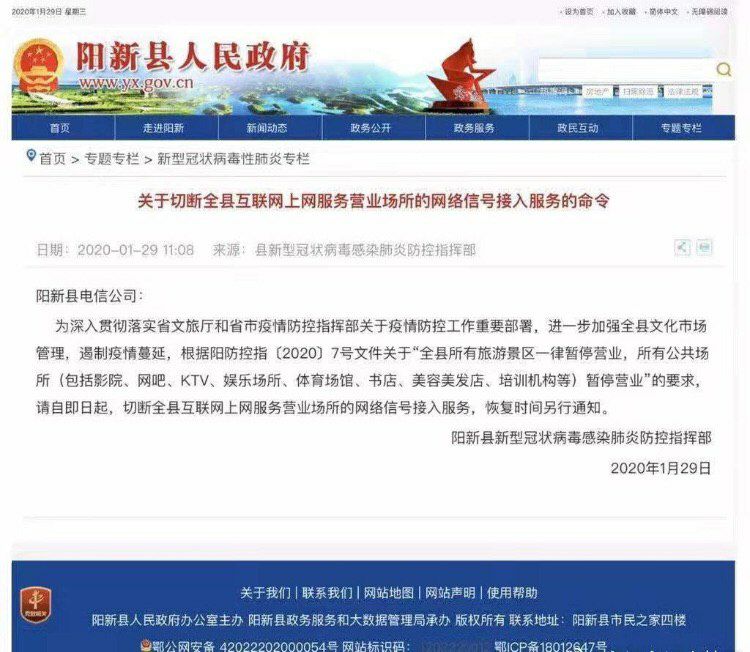 2020年1月29日 星期三
设为首页 · 加入收藏 · 简体中文 · 无障碍阅读
阳新县人民政府
www.yx.gov.cn
房地产 扫黑除恶 法律法规
首页 走进阳新 新闻动态 政务公开 政务服务 政民互动 专题专栏
首页 > 专题专栏 > 新型冠状病毒性肺炎专栏
关于切断全县互联网上网服务营业场所的网络信号接入服务的命令
日期：2020-01-29 11:08 来源：县新型冠状病毒感染肺炎防控指挥部
阳新县电信公司：
为深入贯彻落实省文旅厅和省市疫情防控指挥部关于疫情防控工作重要部署，进一步加强全县文化市场
管理，遏制疫情蔓延，根据阳防控指〔2020〕7号文件关于“全县所有旅游景区一律暂停营业，所有公共场
所（包括影院、网吧、KTV、娱乐场所、体育场馆、书店、美容美发店、培训机构等）暂停营业”的要求，
请自即日起，切断全县互联网上网服务营业场所的网络信号接入服务，恢复时间另行通知。
阳新县新型冠状病毒感染肺炎防控指挥部
2020年1月29日
关于我们 | 联系我们 | 网站地图 | 网站声明 | 使用帮助
阳新县人民政府办公室主办 阳新县政务服务和大数据管理局承办 版权所有 联系地址：阳新县市民之家四楼
鄂公网安备 42022202000054号 网站标识码： 鄂ICP备18012647号
党政机关